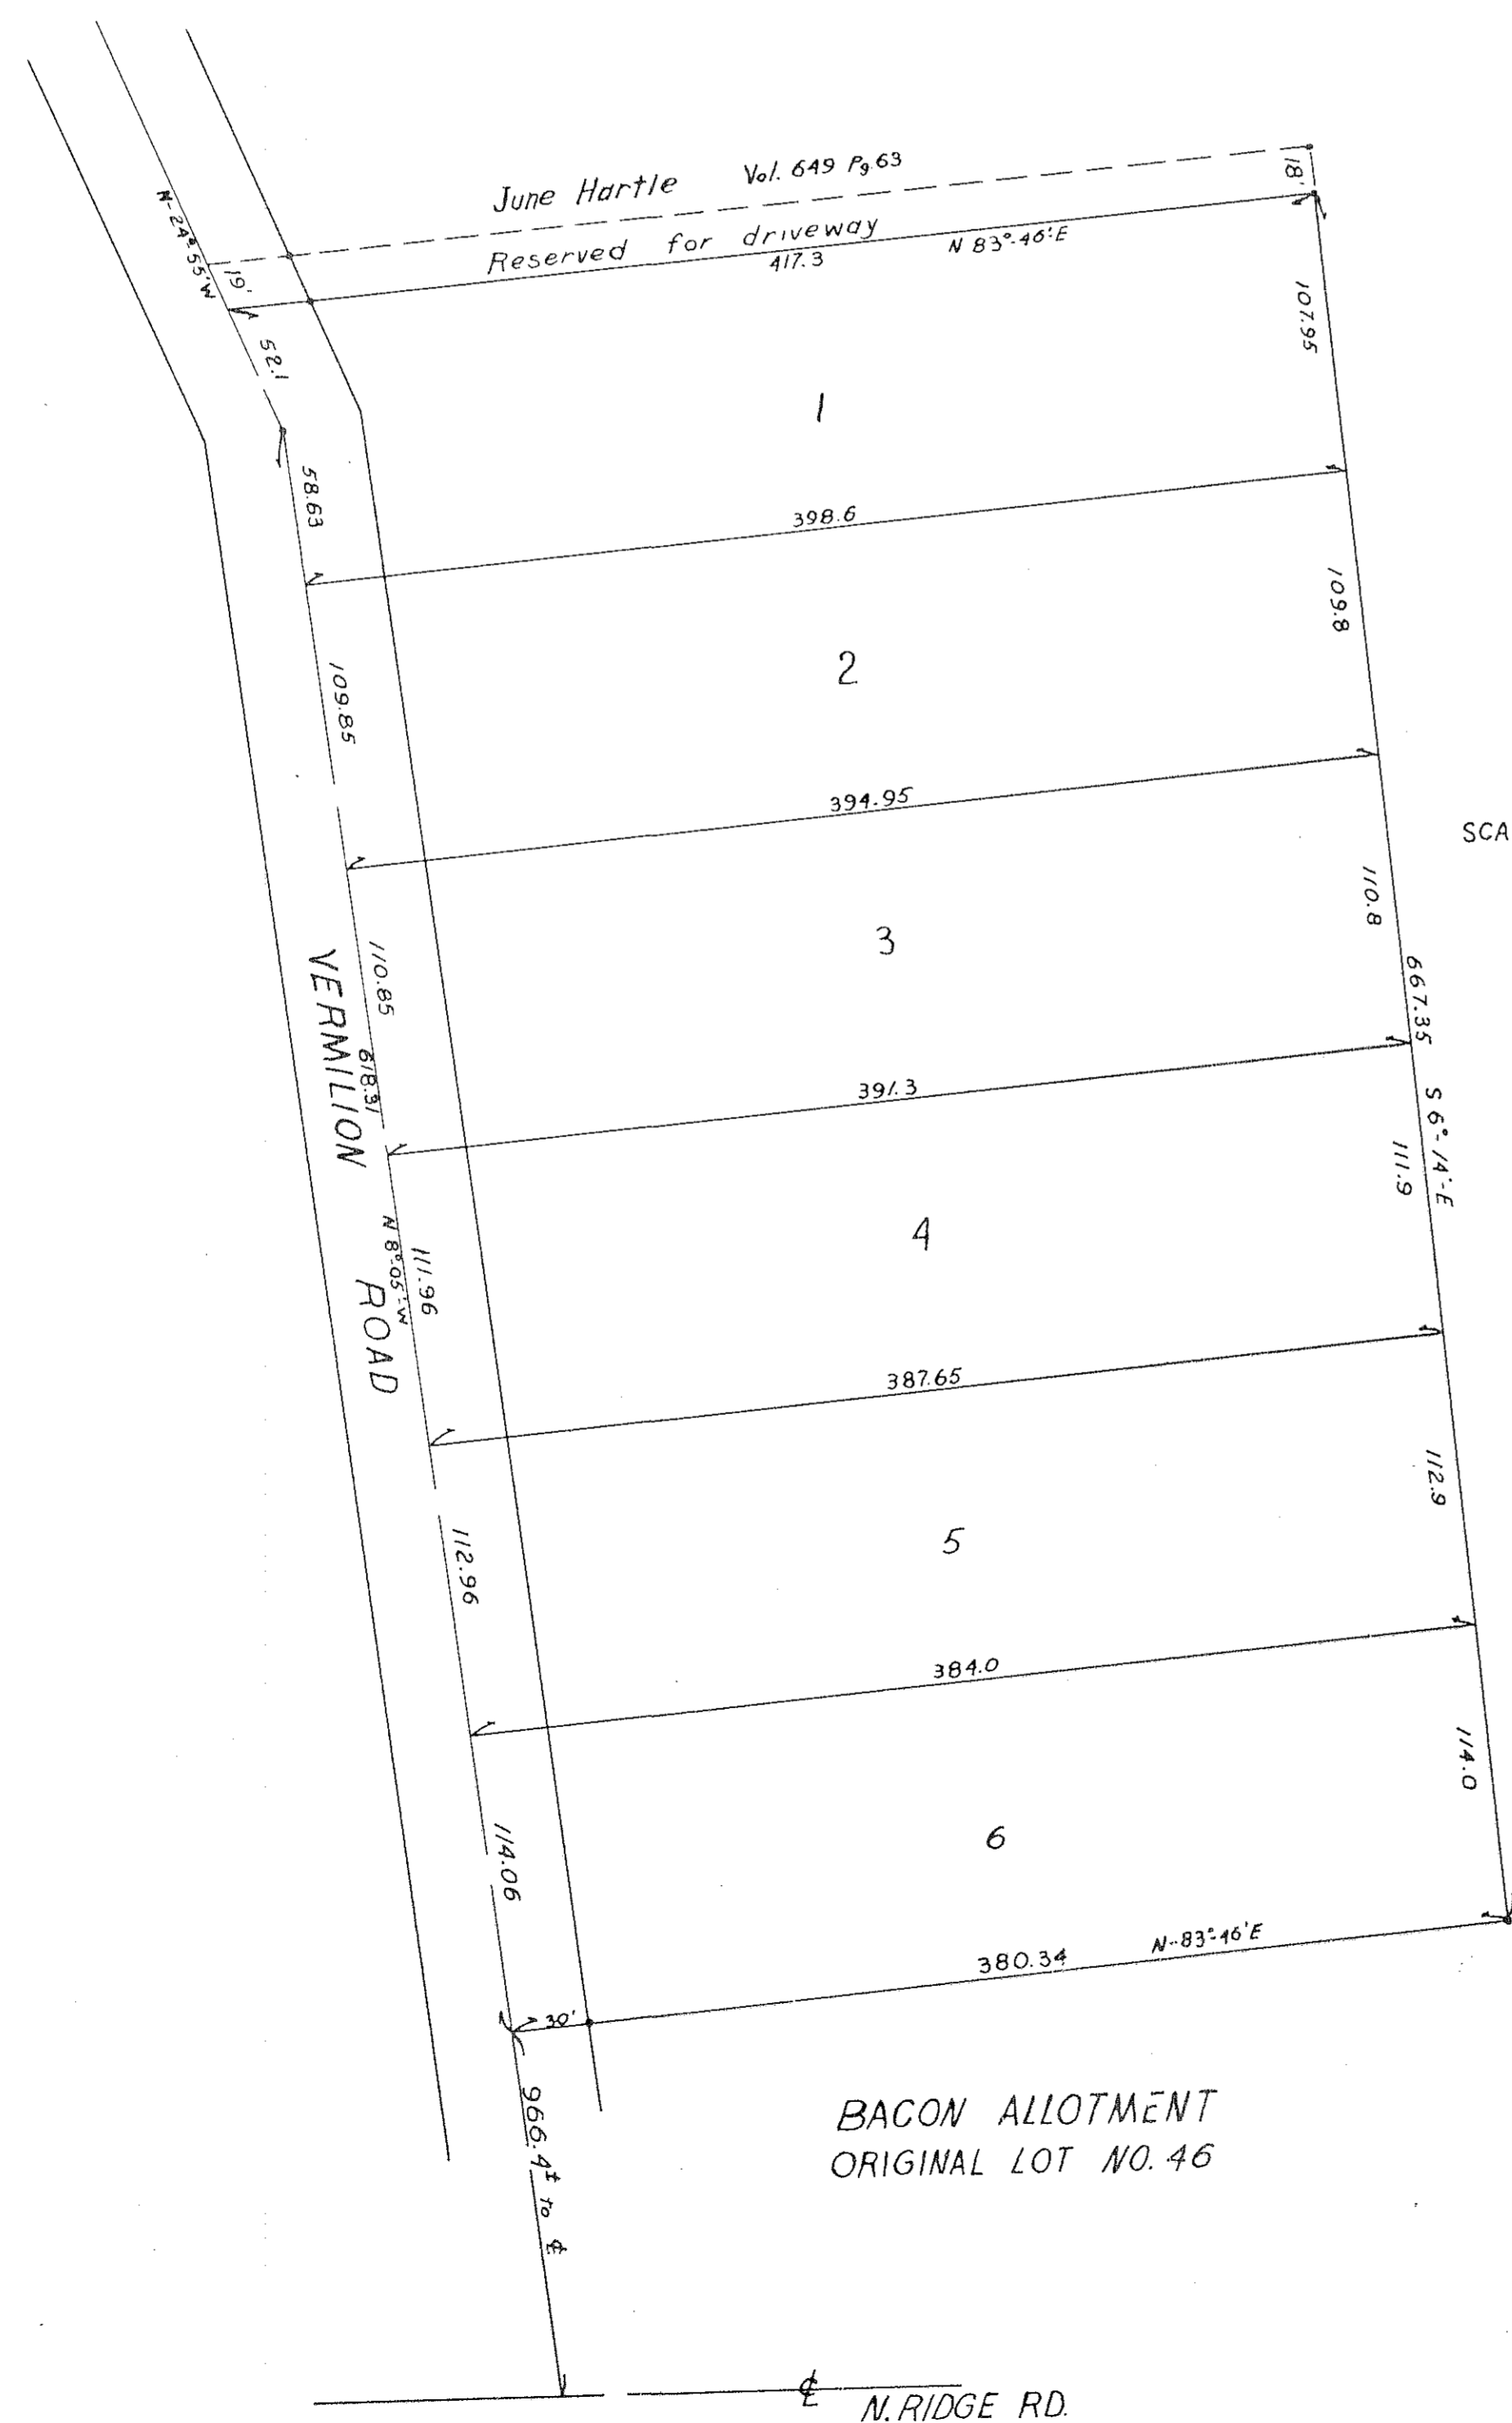 June Hartle Vol. 649 Pg. 63
18'
Reserved for driveway
N 83°-46' E
417.3
N-24°-55' W
19'
52.1
107.95
1
58.63
398.6
109.8
2
109.85
394.95
SCA
110.8
3
110.85
667.35 S 6°-14'-E
VERMILION ROAD
618.31 N 8°-05'-W
391.3
111.9
4
111.96
387.65
112.9
5
112.96
384.0
114.0
6
114.06
N-83°-46' E
380.34
30'
966.4± to ℄
BACON ALLOTMENT
ORIGINAL LOT NO. 46
℄
N. RIDGE RD.